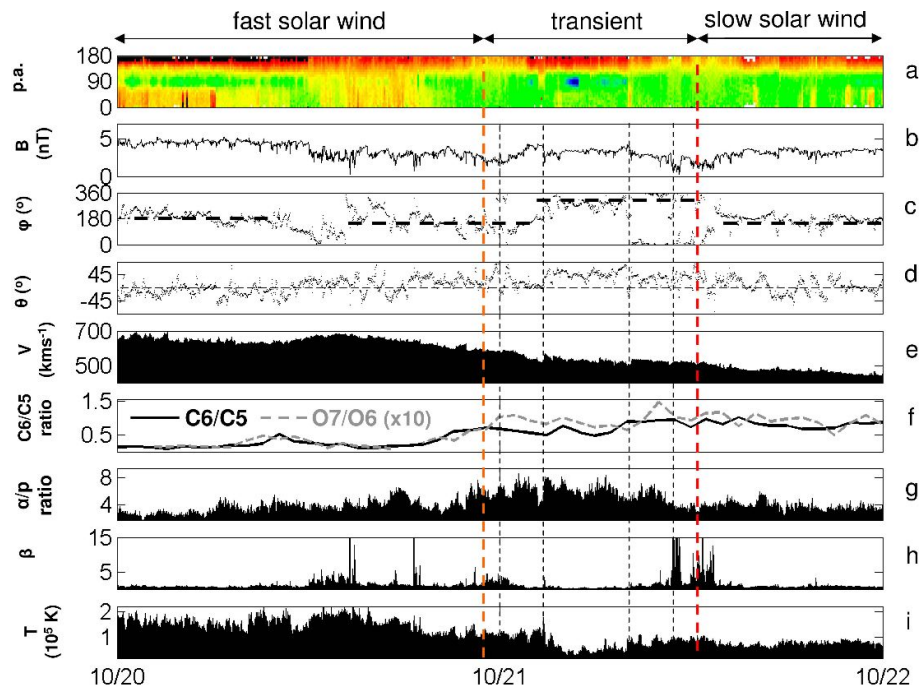 fast solar wind transient slow solar wind
p.a. 180 90 0 a
B (nT) 5 0 b
φ (°) 360 180 0 c
θ (°) 45 -45 d
V (kms⁻¹) 700 500 e
C6/C5 ratio 1.5 0.5 C6/C5 O7/O6 (x10) f
α/p ratio 8 4 g
β 15 5 h
T (10⁵ K) 2 1 i
10/20 10/21 10/22